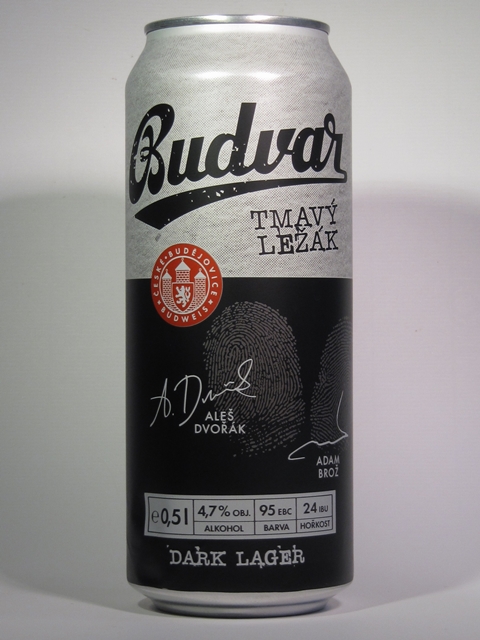 Budvar
TMAVÝ
LEŽÁK
ČESKÉ BUDĚJOVICE
BUDWEIS
A. Dvořák
ALEŠ
DVOŘÁK
ADAM
BROŽ
℮0,5l
4,7% OBJ.
ALKOHOL
95 EBC
BARVA
24 IBU
HOŘKOST
DARK LAGER